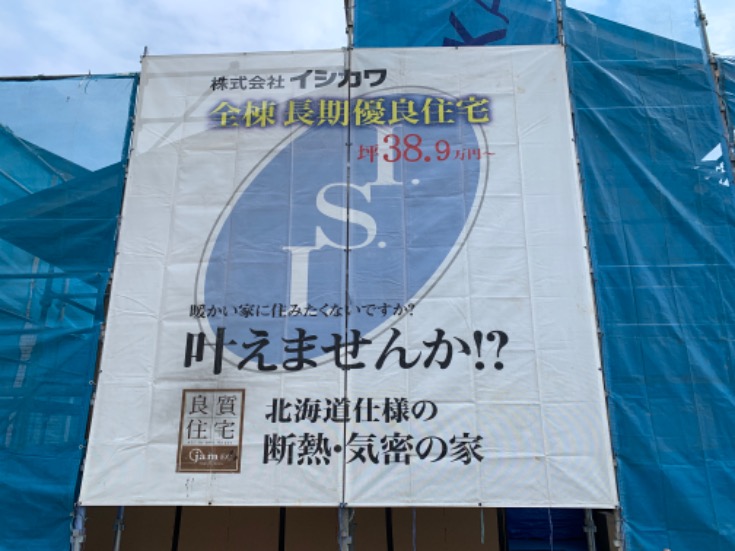 株式会社 イシカワ
全棟 長期優良住宅
坪38.9万円~
I.
S.
I
暖かい家に住みたくないですか?
叶えませんか!?
良質
住宅
jam
北海道仕様の
断熱・気密の家
KA